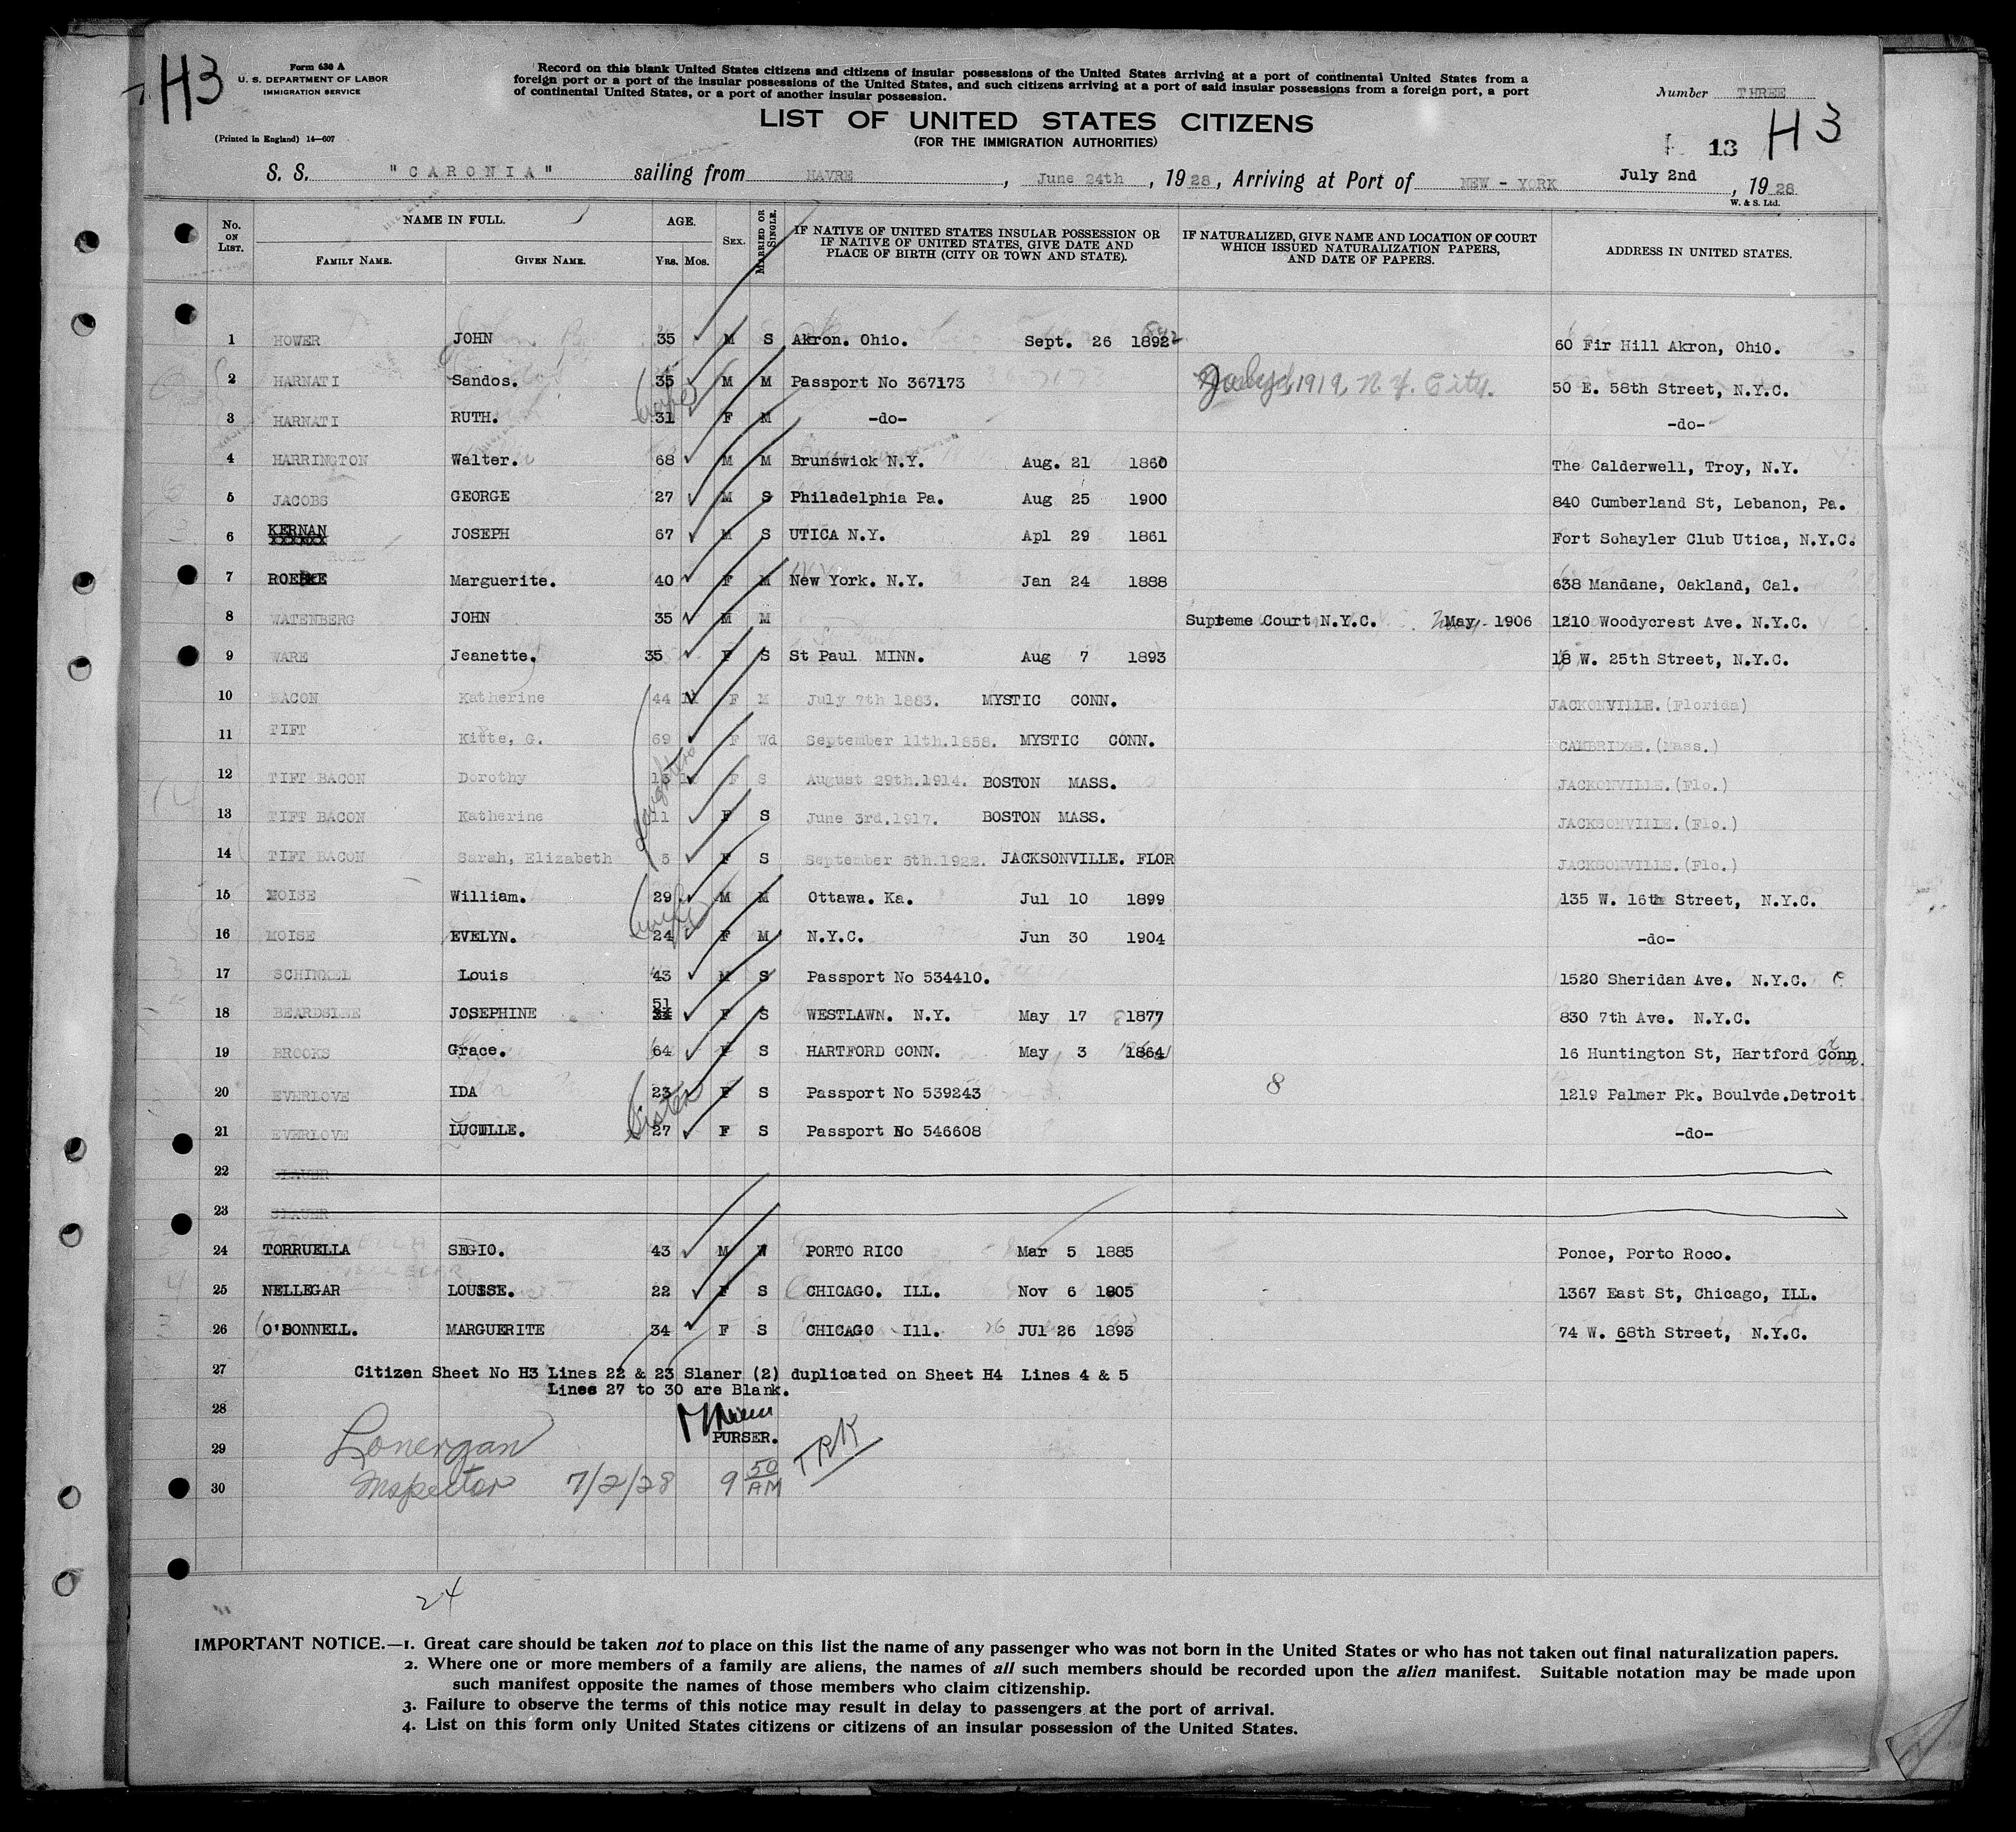 H3
Form 630 A
U. S. DEPARTMENT OF LABOR
IMMIGRATION SERVICE
(Printed in England) 14—607
Record on this blank United States citizens and citizens of insular possessions of the United States arriving at a port of continental United States from a
foreign port or a port of the insular possessions of the United States, and such citizens arriving at a port of said insular possessions from a foreign port, a port
of continental United States, or a port of another insular possession.
LIST OF UNITED STATES CITIZENS
(FOR THE IMMIGRATION AUTHORITIES)
Number THREE
13 H3
S. S. "CARONIA" sailing from HAVRE, June 24th, 1928, Arriving at Port of NEW - YORK July 2nd, 1928
W. & S. Ltd.
No. ON LIST. NAME IN FULL. FAMILY NAME. GIVEN NAME. AGE. YRS. MOS. SEX. MARRIED OR SINGLE. IF NATIVE OF UNITED STATES INSULAR POSSESSION OR IF NATIVE OF UNITED STATES, GIVE DATE AND PLACE OF BIRTH (CITY OR TOWN AND STATE). IF NATURALIZED, GIVE NAME AND LOCATION OF COURT WHICH ISSUED NATURALIZATION PAPERS, AND DATE OF PAPERS. ADDRESS IN UNITED STATES.
1 HOWER JOHN 35 M S Akron. Ohio. Sept. 26 1892 60 Fir Hill Akron, OhiO.
2 HARNATI Sandos. 35 M M Passport No 367173 1919, N.Y. City. 50 E. 58th Street, N.Y.C.
3 HARNATI RUTH. wife 31 F M -do- -do-
4 HARRINGTON Walter. 68 M M Brunswick N.Y. Aug. 21 1860 The Calderwell, Troy, N.Y.
5 JACOBS GEORGE 27 M S Philadelphia Pa. Aug 25 1900 840 Cumberland St, Lebanon, Pa.
6 KERNAN JOSEPH 67 M S UTICA N.Y. Apl 29 1861 Fort Schayler Club Utica, N.Y.C.
7 ROEBKE Marguerite. 40 F M New York. N.Y. Jan 24 1888 638 Mandane, Oakland, Cal.
8 WATENBERG JOHN 35 M M Supreme Court N.Y.C. May 1906 1210 Woodycrest Ave. N.Y.C.
9 WARE Jeanette. 35 F S St Paul MINN. Aug 7 1893 18 W. 25th Street, N.Y.C.
10 BACON Katherine 44 11 F M July 7th 1883. MYSTIC CONN. JACKONVILLE. (Florida)
11 TIFT Kitte, G. 69 F Wd September 11th.1858. MYSTIC CONN. CAMBRIDGE. (Mass.)
12 TIFT BACON Dorothy daughters 13 F S August 29th.1914. BOSTON MASS. JACKONVILLE. (Flo.)
13 TIFT BACON Katherine 11 F S June 3rd.1917. BOSTON MASS. JACKSONVILLE. (Flo.)
14 TIFT BACON Sarah, Elizabeth 5 F S September 5th.1922. JACKSONVILLE. FLOR JACKSONVILLE. (Flo.)
15 MOISE William. 29 M M Ottawa. Ka. Jul 10 1899 135 W. 16th Street, N.Y.C.
16 MOISE EVELYN. wife 24 F M N.Y.C. Jun 30 1904 -do-
17 SCHINKEL Louis 43 M S Passport No 534410. 1520 Sheridan Ave. N.Y.C.
18 BEARDSLEE JOSEPHINE 51 F S WESTLAWN. N.Y. May 17 1877 830 7th Ave. N.Y.C.
19 BROOKS Grace. 64 F S HARTFORD CONN. May 3 1864 16 Huntington St, Hartford Conn.
20 EVERLOVE IDA 23 F S Passport No 539243 8 1219 Palmer Pk. Boulvde.Detroit
21 EVERLOVE LUCILLE. sister 27 F S Passport No 546608 -do-
22 SLANER
23 SLANER
24 TORRUELLA SEGIO. 43 M W PORTO RICO Mar 5 1885 Ponce, Porto Roco.
25 NELLEGAR LOUISE. 22 F S CHICAGO. ILL. Nov 6 1905 1367 East St, Chicago, ILL.
26 O'DONNELL. MARGUERITE 34 F S CHICAGO Ill. JUl 26 1893 74 W. 68th Street, N.Y.C.
27 Citizen Sheet No H3 Lines 22 & 23 Slaner (2) duplicated on Sheet H4 Lines 4 & 5
Lines 27 to 30 are Blank.
28
PURSER.
29 Lonergan TRK
30 Inspector 7/2/28 9 50 AM
24
IMPORTANT NOTICE.—1. Great care should be taken not to place on this list the name of any passenger who was not born in the United States or who has not taken out final naturalization papers.
2. Where one or more members of a family are aliens, the names of all such members should be recorded upon the alien manifest. Suitable notation may be made upon
such manifest opposite the names of those members who claim citizenship.
3. Failure to observe the terms of this notice may result in delay to passengers at the port of arrival.
4. List on this form only United States citizens or citizens of an insular possession of the United States.